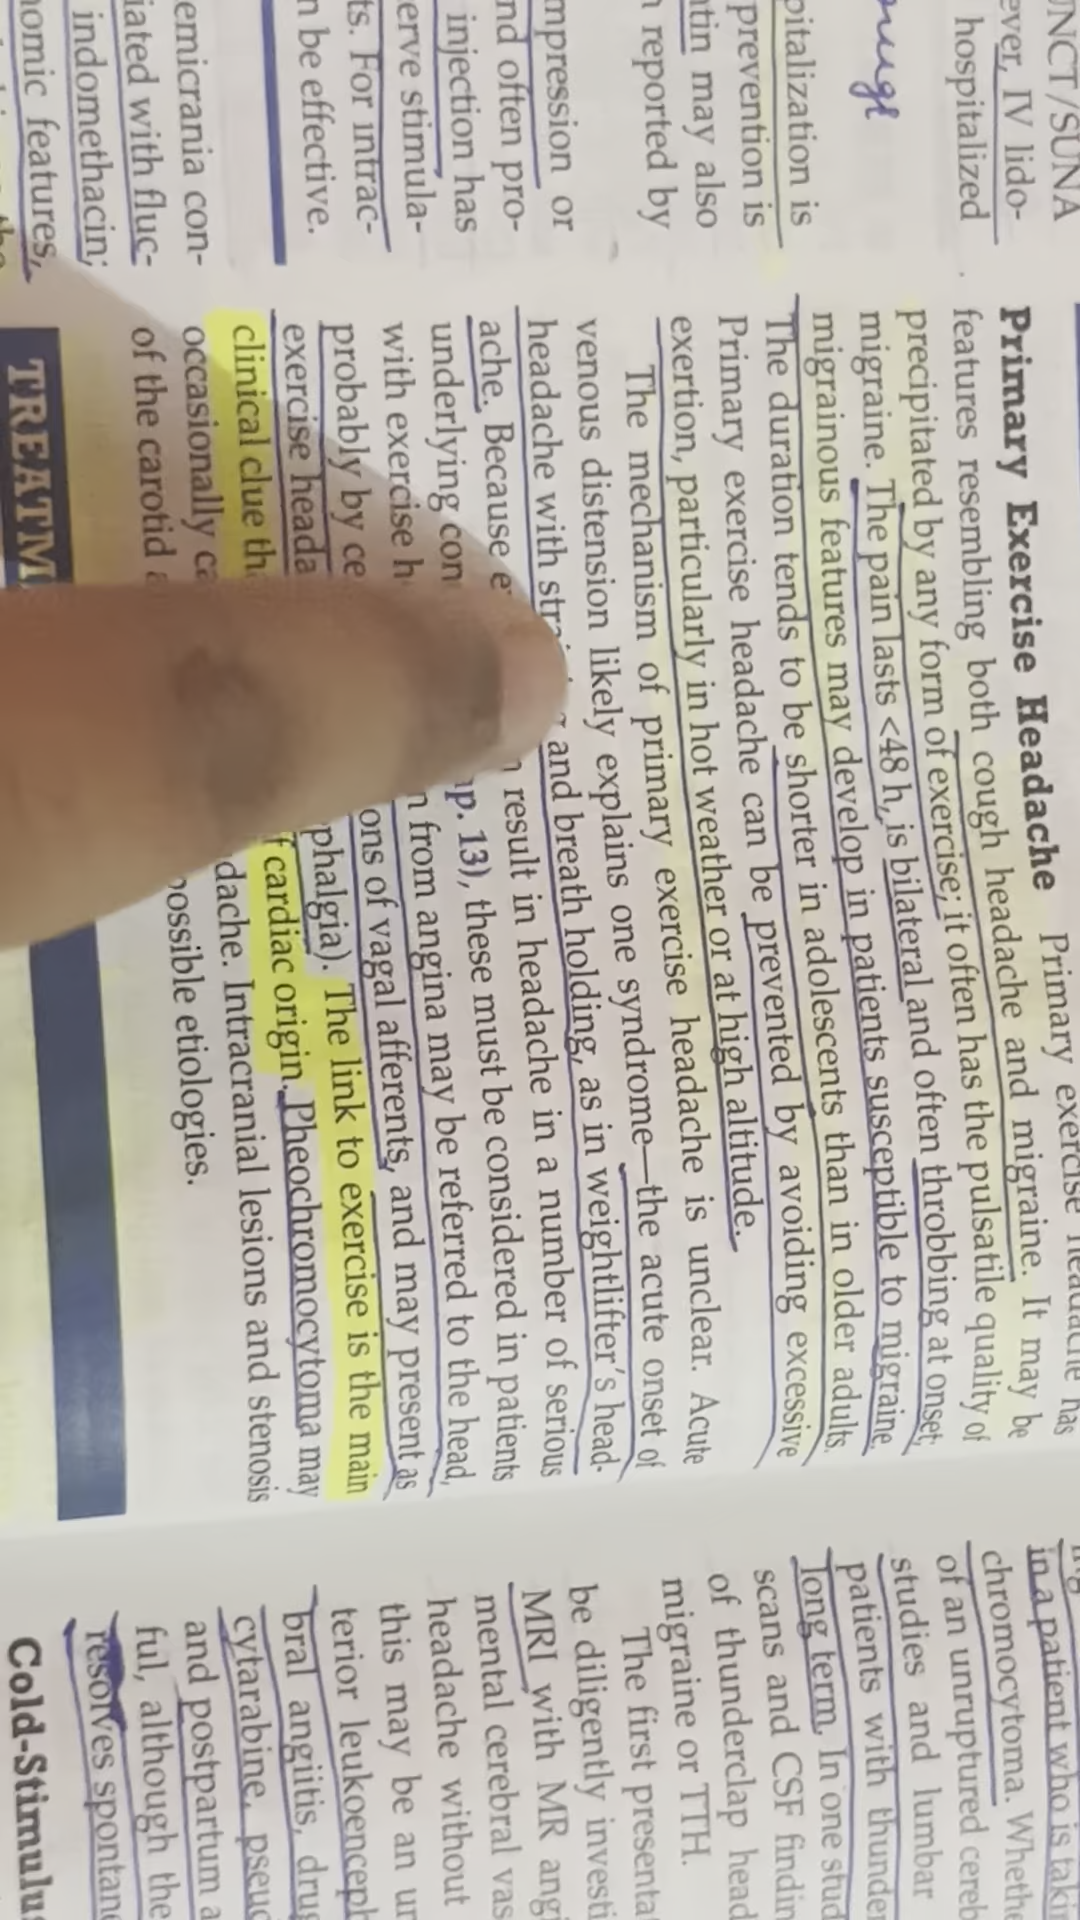 UNCT/SUNA
ever, IV lido-
hospitalized
pitalization is
prevention is
tin may also
reported by
mpression or
nd often pro-
injection has
erve stimula-
ts. For intrac-
n be effective.
emicrania con-
iated with fluc-
indomethacin;
nomic features,
Primary Exercise Headache Primary exercise headache has
features resembling both cough headache and migraine. It may be
precipitated by any form of exercise; it often has the pulsatile quality of
migraine. The pain lasts <48 h, is bilateral and often throbbing at onset;
migrainous features may develop in patients susceptible to migraine.
The duration tends to be shorter in adolescents than in older adults.
Primary exercise headache can be prevented by avoiding excessive
exertion, particularly in hot weather or at high altitude.
The mechanism of primary exercise headache is unclear. Acute
venous distension likely explains one syndrome—the acute onset of
headache with and breath holding, as in weightlifter's head-
ache. Because result in headache in a number of serious
underlying con p. 13), these must be considered in patients
with exercise h n from angina may be referred to the head,
probably by ce ons of vagal afferents, and may present as
exercise heada phalgia). The link to exercise is the main
clinical clue th f cardiac origin. Pheochromocytoma may
occasionally ca dache. Intracranial lesions and stenosis
of the carotid possible etiologies.
TREATM
in a patient who is taki
chromocytoma. Wheth
of an unruptured cereb
studies and lumbar
patients with thunder
long term. In one stud
scans and CSF findin
of thunderclap head
migraine or TTH.
The first presenta
be diligently investi
MRI with MR angi
mental cerebral vas
headache without
this may be an un
terior leukoenceph
bral angiitis, drug
cytarabine, pseud
and postpartum a
ful, although the
resolves spontane
Cold-Stimulus